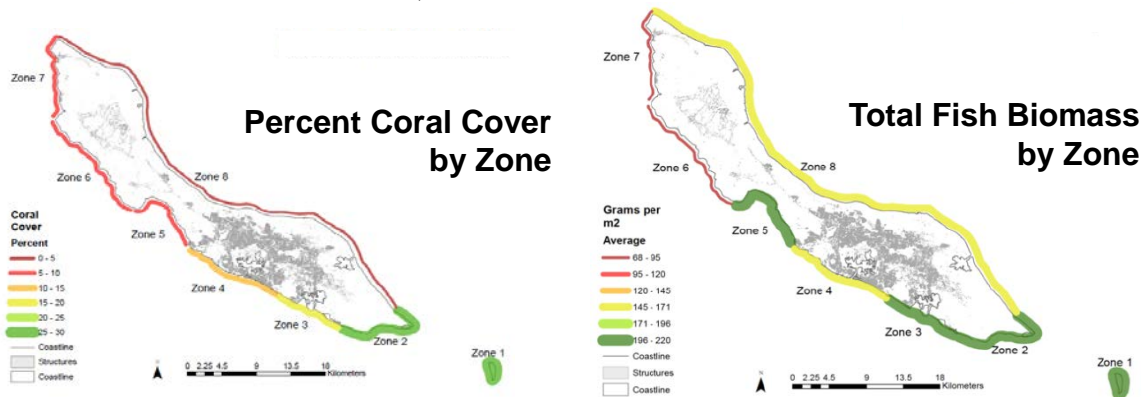 Zone 7
Percent Coral Cover
by Zone
Zone 6
Zone 8
Coral
Cover
Percent
0 - 5
5 - 10
10 - 15
15 - 20
20 - 25
25 - 30
Coastline
Structures
Coastline
Zone 5
Zone 4
Zone 3
Zone 2
Zone 1
0 2.25 4.5 9 13.5 18
Kilometers
N
Zone 7
Total Fish Biomass
by Zone
Zone 6
Zone 8
Grams per
m2
Average
68 - 95
95 - 120
120 - 145
145 - 171
171 - 196
196 - 220
Coastline
Structures
Coastline
Zone 5
Zone 4
Zone 3
Zone 2
Zone 1
0 2.25 4.5 9 13.5 18
Kilometers
N